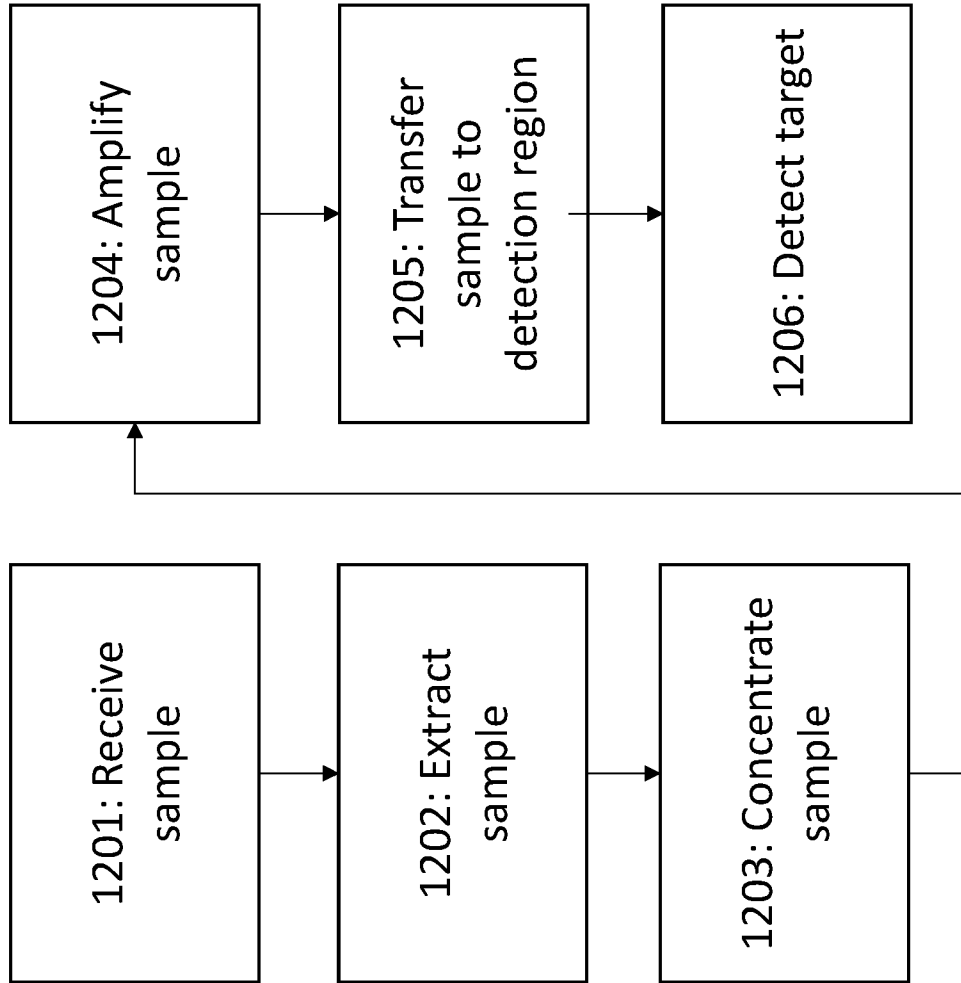 1201: Receive
sample
1202: Extract
sample
1203: Concentrate
sample
1204: Amplify
sample
1205: Transfer
sample to
detection region
1206: Detect target